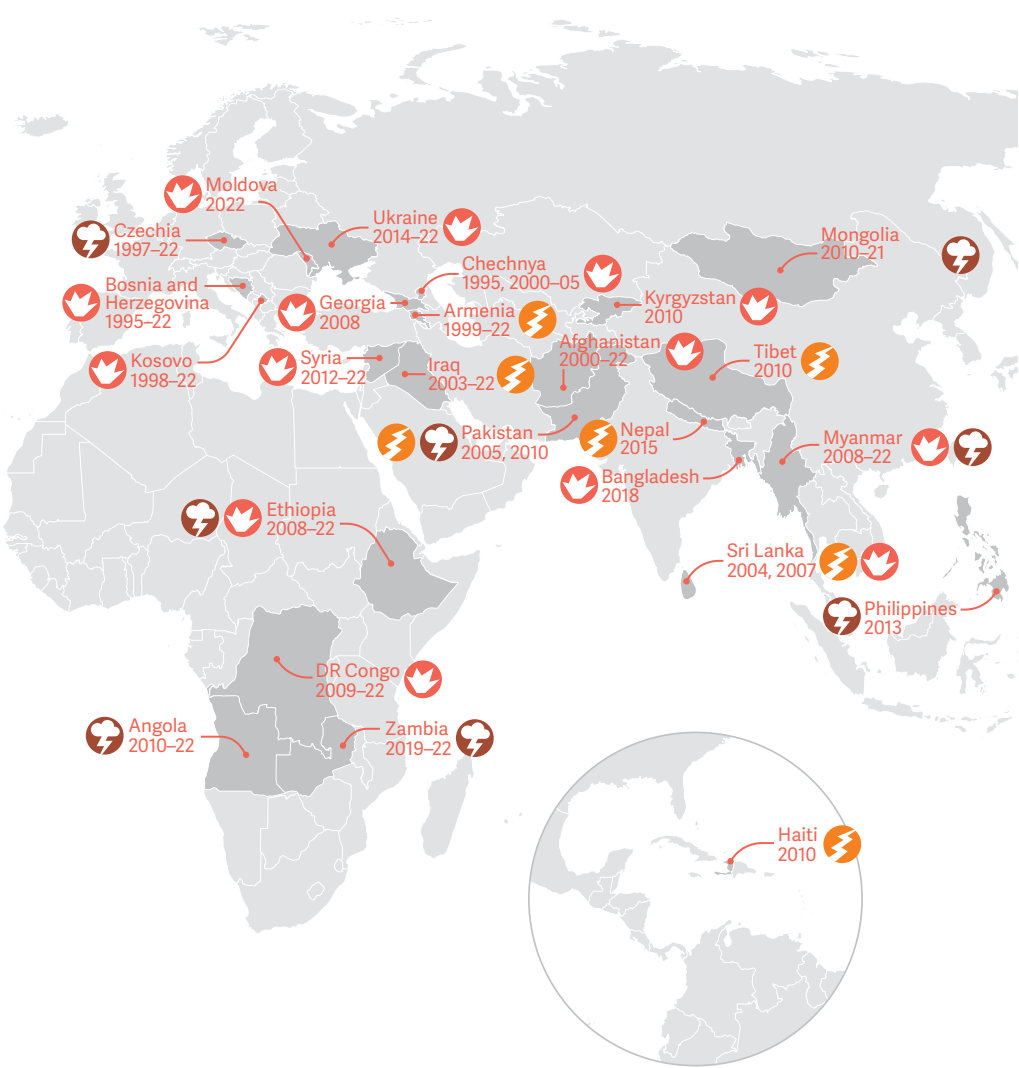 Moldova
2022
Czechia
1997–22
Ukraine
2014–22
Mongolia
2010–21
Chechnya
1995, 2000–05
Bosnia and
Herzegovina
1995–22
Georgia
2008
Armenia
1999–22
Kyrgyzstan
2010
Kosovo
1998–22
Syria
2012–22
Iraq
2003–22
Afghanistan
2000–22
Tibet
2010
Pakistan
2005, 2010
Nepal
2015
Myanmar
2008–22
Bangladesh
2018
Ethiopia
2008–22
Sri Lanka
2004, 2007
Philippines
2013
DR Congo
2009–22
Angola
2010–22
Zambia
2019–22
Haiti
2010